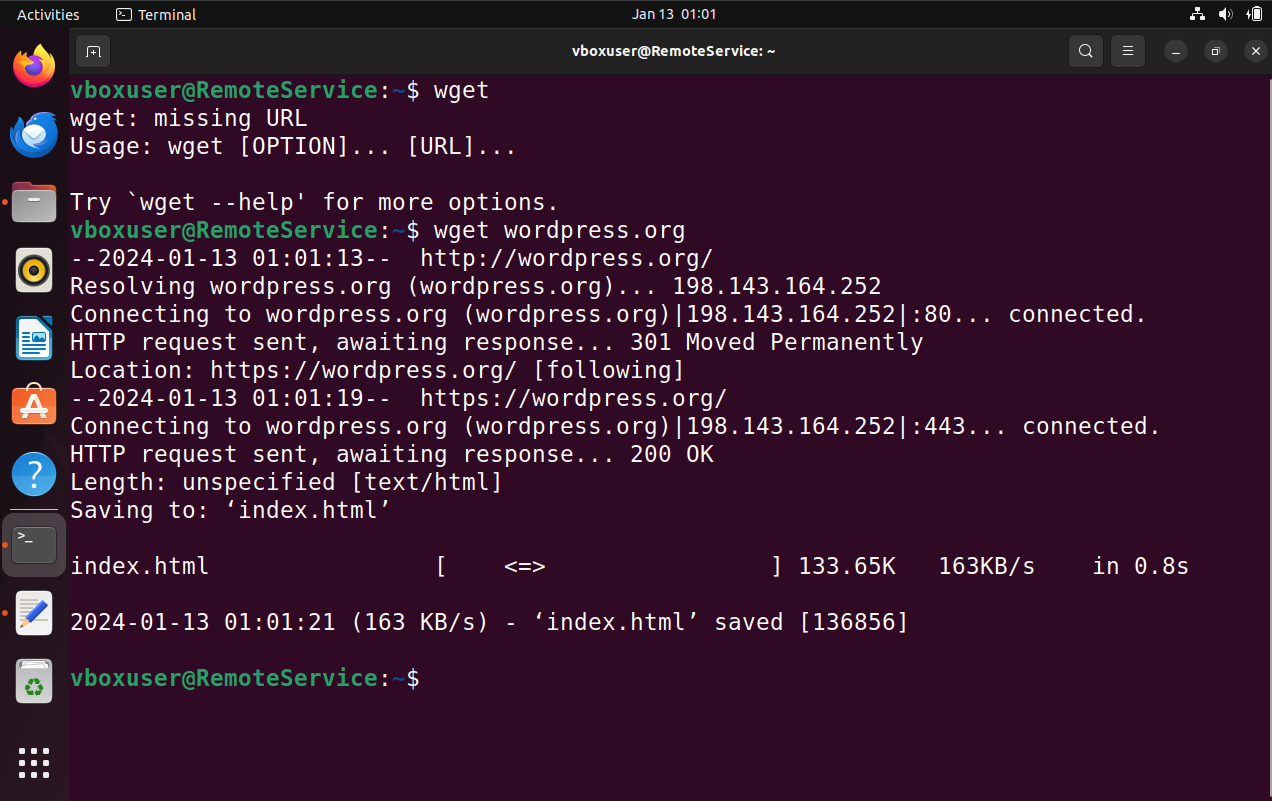 Activities Terminal Jan 13 01:01
vboxuser@RemoteService: ~
vboxuser@RemoteService:~$ wget
wget: missing URL
Usage: wget [OPTION]... [URL]...
Try `wget --help' for more options.
vboxuser@RemoteService:~$ wget wordpress.org
--2024-01-13 01:01:13--  http://wordpress.org/
Resolving wordpress.org (wordpress.org)... 198.143.164.252
Connecting to wordpress.org (wordpress.org)|198.143.164.252|:80... connected.
HTTP request sent, awaiting response... 301 Moved Permanently
Location: https://wordpress.org/ [following]
--2024-01-13 01:01:19--  https://wordpress.org/
Connecting to wordpress.org (wordpress.org)|198.143.164.252|:443... connected.
HTTP request sent, awaiting response... 200 OK
Length: unspecified [text/html]
Saving to: ‘index.html’
index.html                [    <=>                ] 133.65K   163KB/s    in 0.8s
2024-01-13 01:01:21 (163 KB/s) - ‘index.html’ saved [136856]
vboxuser@RemoteService:~$